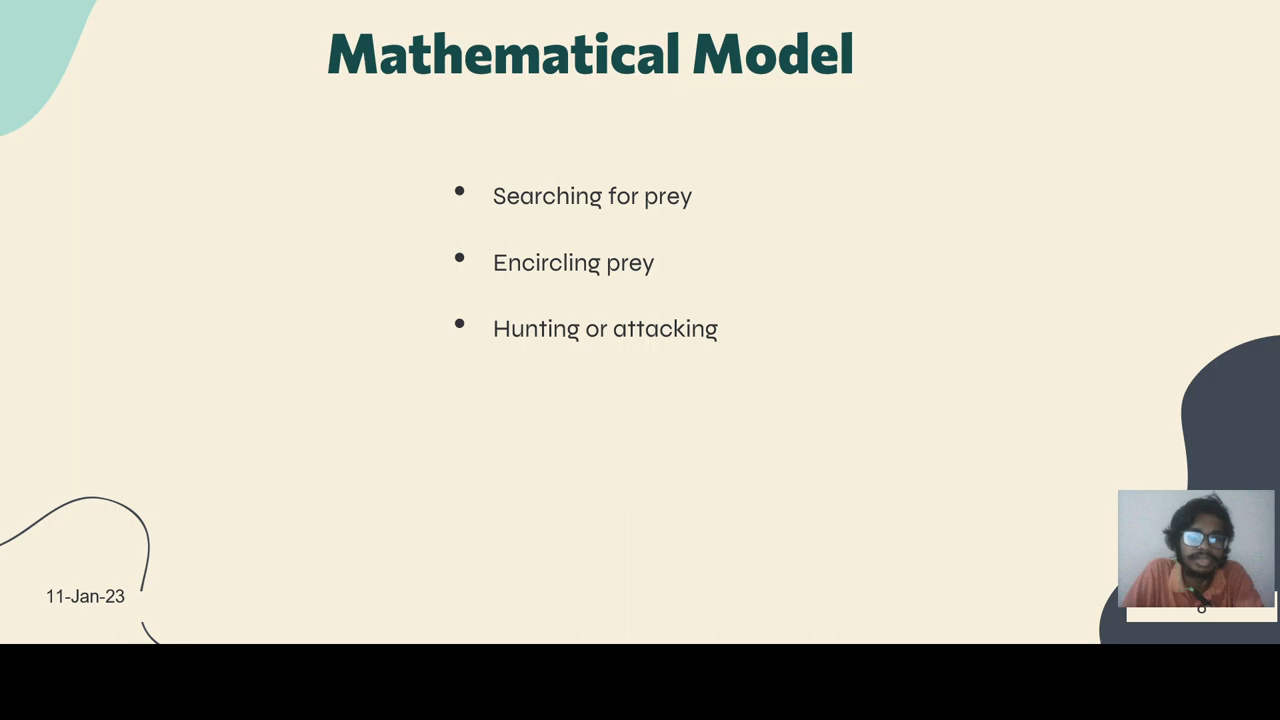 Mathematical Model
• Searching for prey
• Encircling prey
• Hunting or attacking
11-Jan-23